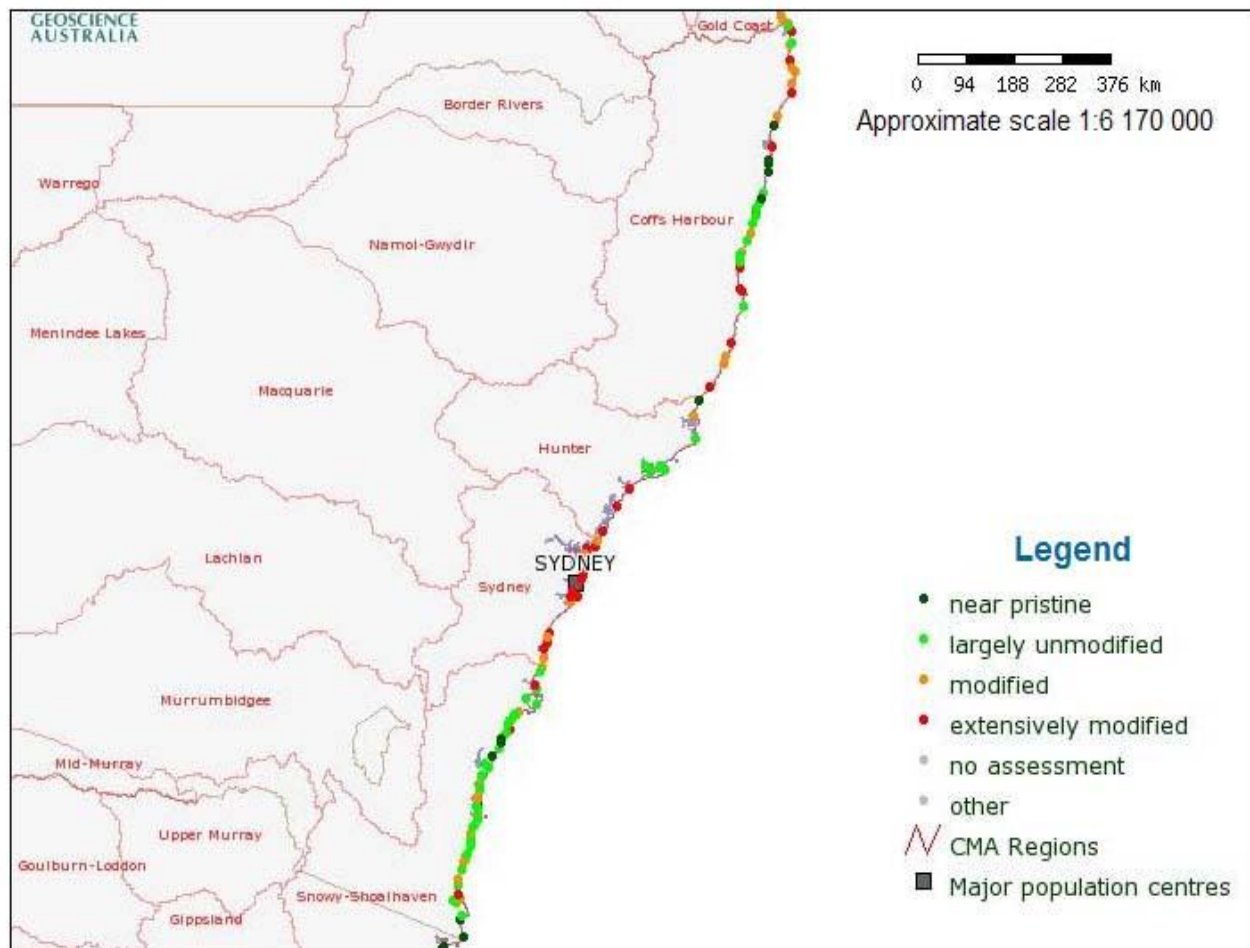 GEOSCIENCE
AUSTRALIA
Gold Coast
0 94 188 282 376 km
Approximate scale 1:6 170 000
Border Rivers
Warrego
Coffs Harbour
Namoi-Gwydir
Menindee Lakes
Macquarie
Hunter
Lachlan
SYDNEY
Sydney
Murrumbidgee
Mid-Murray
Upper Murray
Goulburn-Loddon
Snowy-Shoalhaven
Gippsland
Legend
near pristine
largely unmodified
modified
extensively modified
no assessment
other
CMA Regions
Major population centres